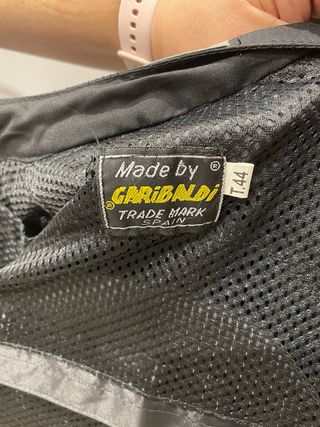 Made by ®
GARiBALDi
® TRADE MARK
SPAIN
T.44